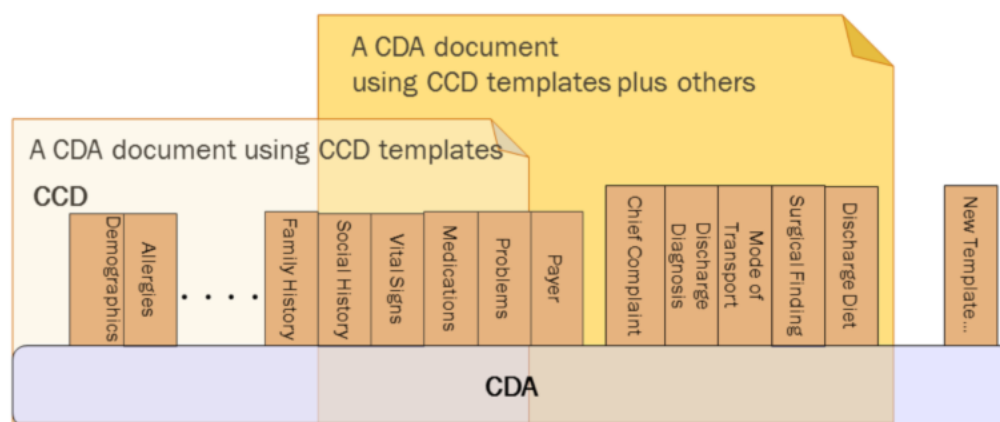 A CDA document
using CCD templates plus others
A CDA document using CCD templates
CCD
Demographics
Allergies
. . . . .
Family History
Social History
Vital Signs
Medications
Problems
Payer
Chief Complaint
Discharge
Diagnosis
Mode of
Transport
Surgical Finding
Discharge Diet
New Template...
CDA